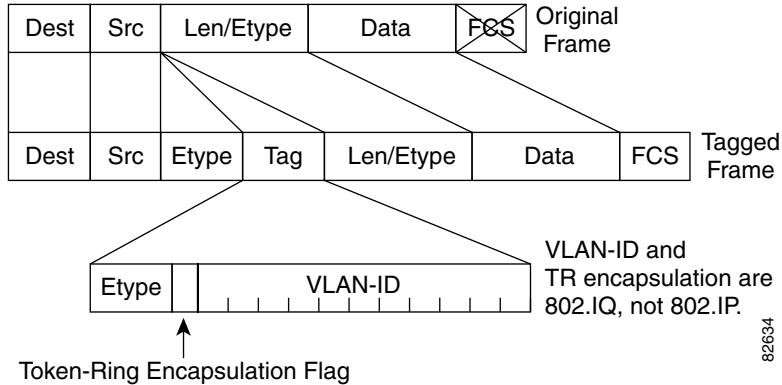 Dest Src Len/Etype Data FCS Original
Frame
Dest Src Etype Tag Len/Etype Data FCS Tagged
Frame
Etype VLAN-ID
VLAN-ID and
TR encapsulation are
802.IQ, not 802.IP.
Token-Ring Encapsulation Flag
82634